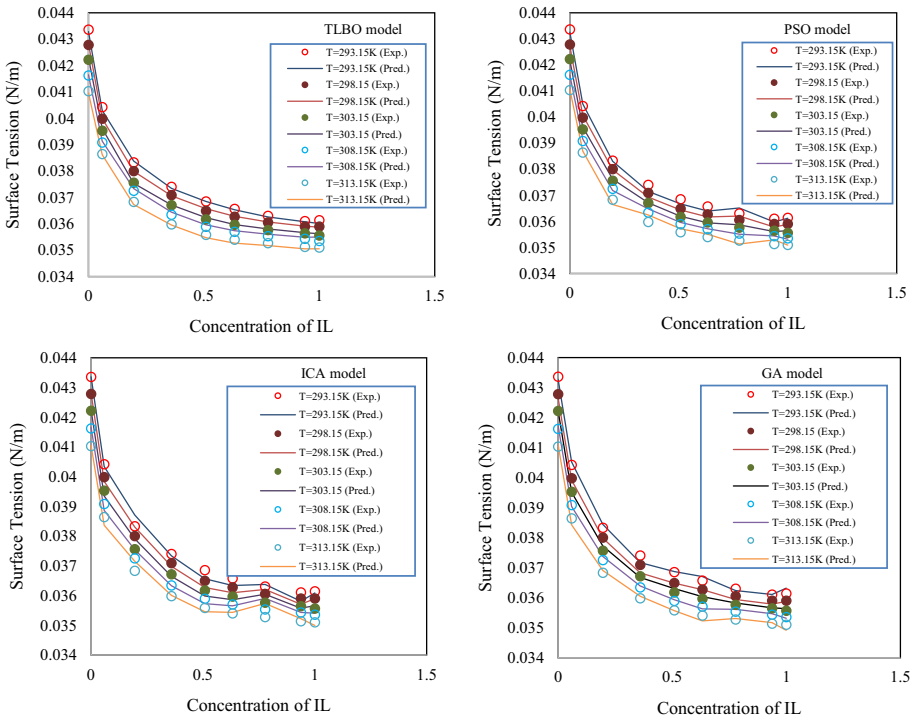 TLBO model
Surface Tension (N/m)
0.044
0.043
0.042
0.041
0.04
0.039
0.038
0.037
0.036
0.035
0.034
T=293.15K (Exp.)
T=293.15K (Pred.)
T=298.15 (Exp.)
T=298.15K (Pred.)
T=303.15 (Exp.)
T=303.15 (Pred.)
T=308.15K (Exp.)
T=308.15K (Pred.)
T=313.15K (Exp.)
T=313.15K (Pred.)
0
0.5
1
1.5
Concentration of IL
PSO model
Surface Tension (N/m)
0.044
0.043
0.042
0.041
0.04
0.039
0.038
0.037
0.036
0.035
0.034
T=293.15K (Exp.)
T=293.15K (Pred.)
T=298.15 (Exp.)
T=298.15K (Pred.)
T=303.15 (Exp.)
T=303.15 (Pred.)
T=308.15K (Exp.)
T=308.15K (Pred.)
T=313.15K (Exp.)
T=313.15K (Pred.)
0
0.5
1
1.5
Concentration of IL
ICA model
Surface Tension (N/m)
0.044
0.043
0.042
0.041
0.04
0.039
0.038
0.037
0.036
0.035
0.034
T=293.15K (Exp.)
T=293.15K (Pred.)
T=298.15 (Exp.)
T=298.15K (Pred.)
T=303.15 (Exp.)
T=303.15 (Pred.)
T=308.15K (Exp.)
T=308.15K (Pred.)
T=313.15K (Exp.)
T=313.15K (Pred.)
0
0.5
1
1.5
Concentration of IL
GA model
Surface Tension (N/m)
0.044
0.043
0.042
0.041
0.04
0.039
0.038
0.037
0.036
0.035
0.034
T=293.15K (Exp.)
T=293.15K (Pred.)
T=298.15 (Exp.)
T=298.15K (Pred.)
T=303.15 (Exp.)
T=303.15 (Pred.)
T=308.15K (Exp.)
T=308.15K (Pred.)
T=313.15K (Exp.)
T=313.15K (Pred.)
0
0.5
1
1.5
Concentration of IL